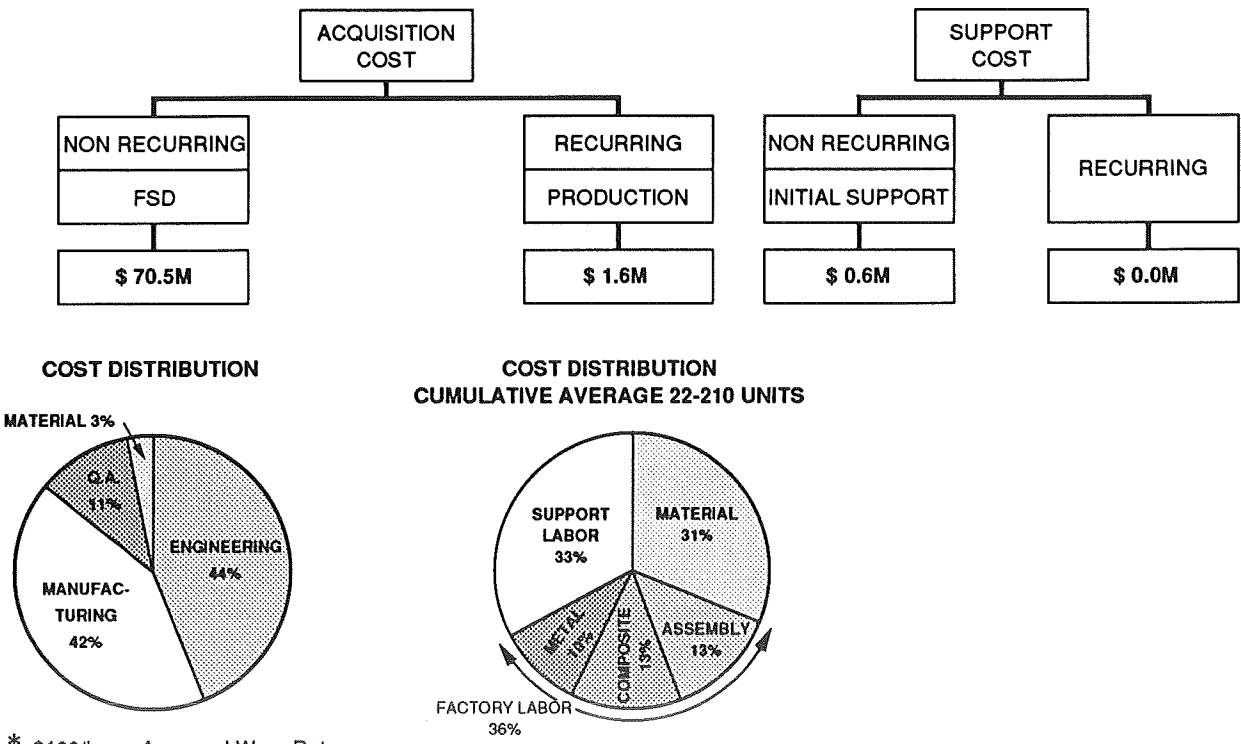 ACQUISITION
COST
SUPPORT
COST
NON RECURRING
FSD
$ 70.5M
RECURRING
PRODUCTION
$ 1.6M
NON RECURRING
INITIAL SUPPORT
$ 0.6M
RECURRING
$ 0.0M
COST DISTRIBUTION
MATERIAL 3%
Q.A.
11%
ENGINEERING
44%
MANUFAC-
TURING
42%
COST DISTRIBUTION
CUMULATIVE AVERAGE 22-210 UNITS
SUPPORT
LABOR
33%
MATERIAL
31%
METAL
10%
COMPOSITE
13%
ASSEMBLY
13%
FACTORY LABOR
36%
*